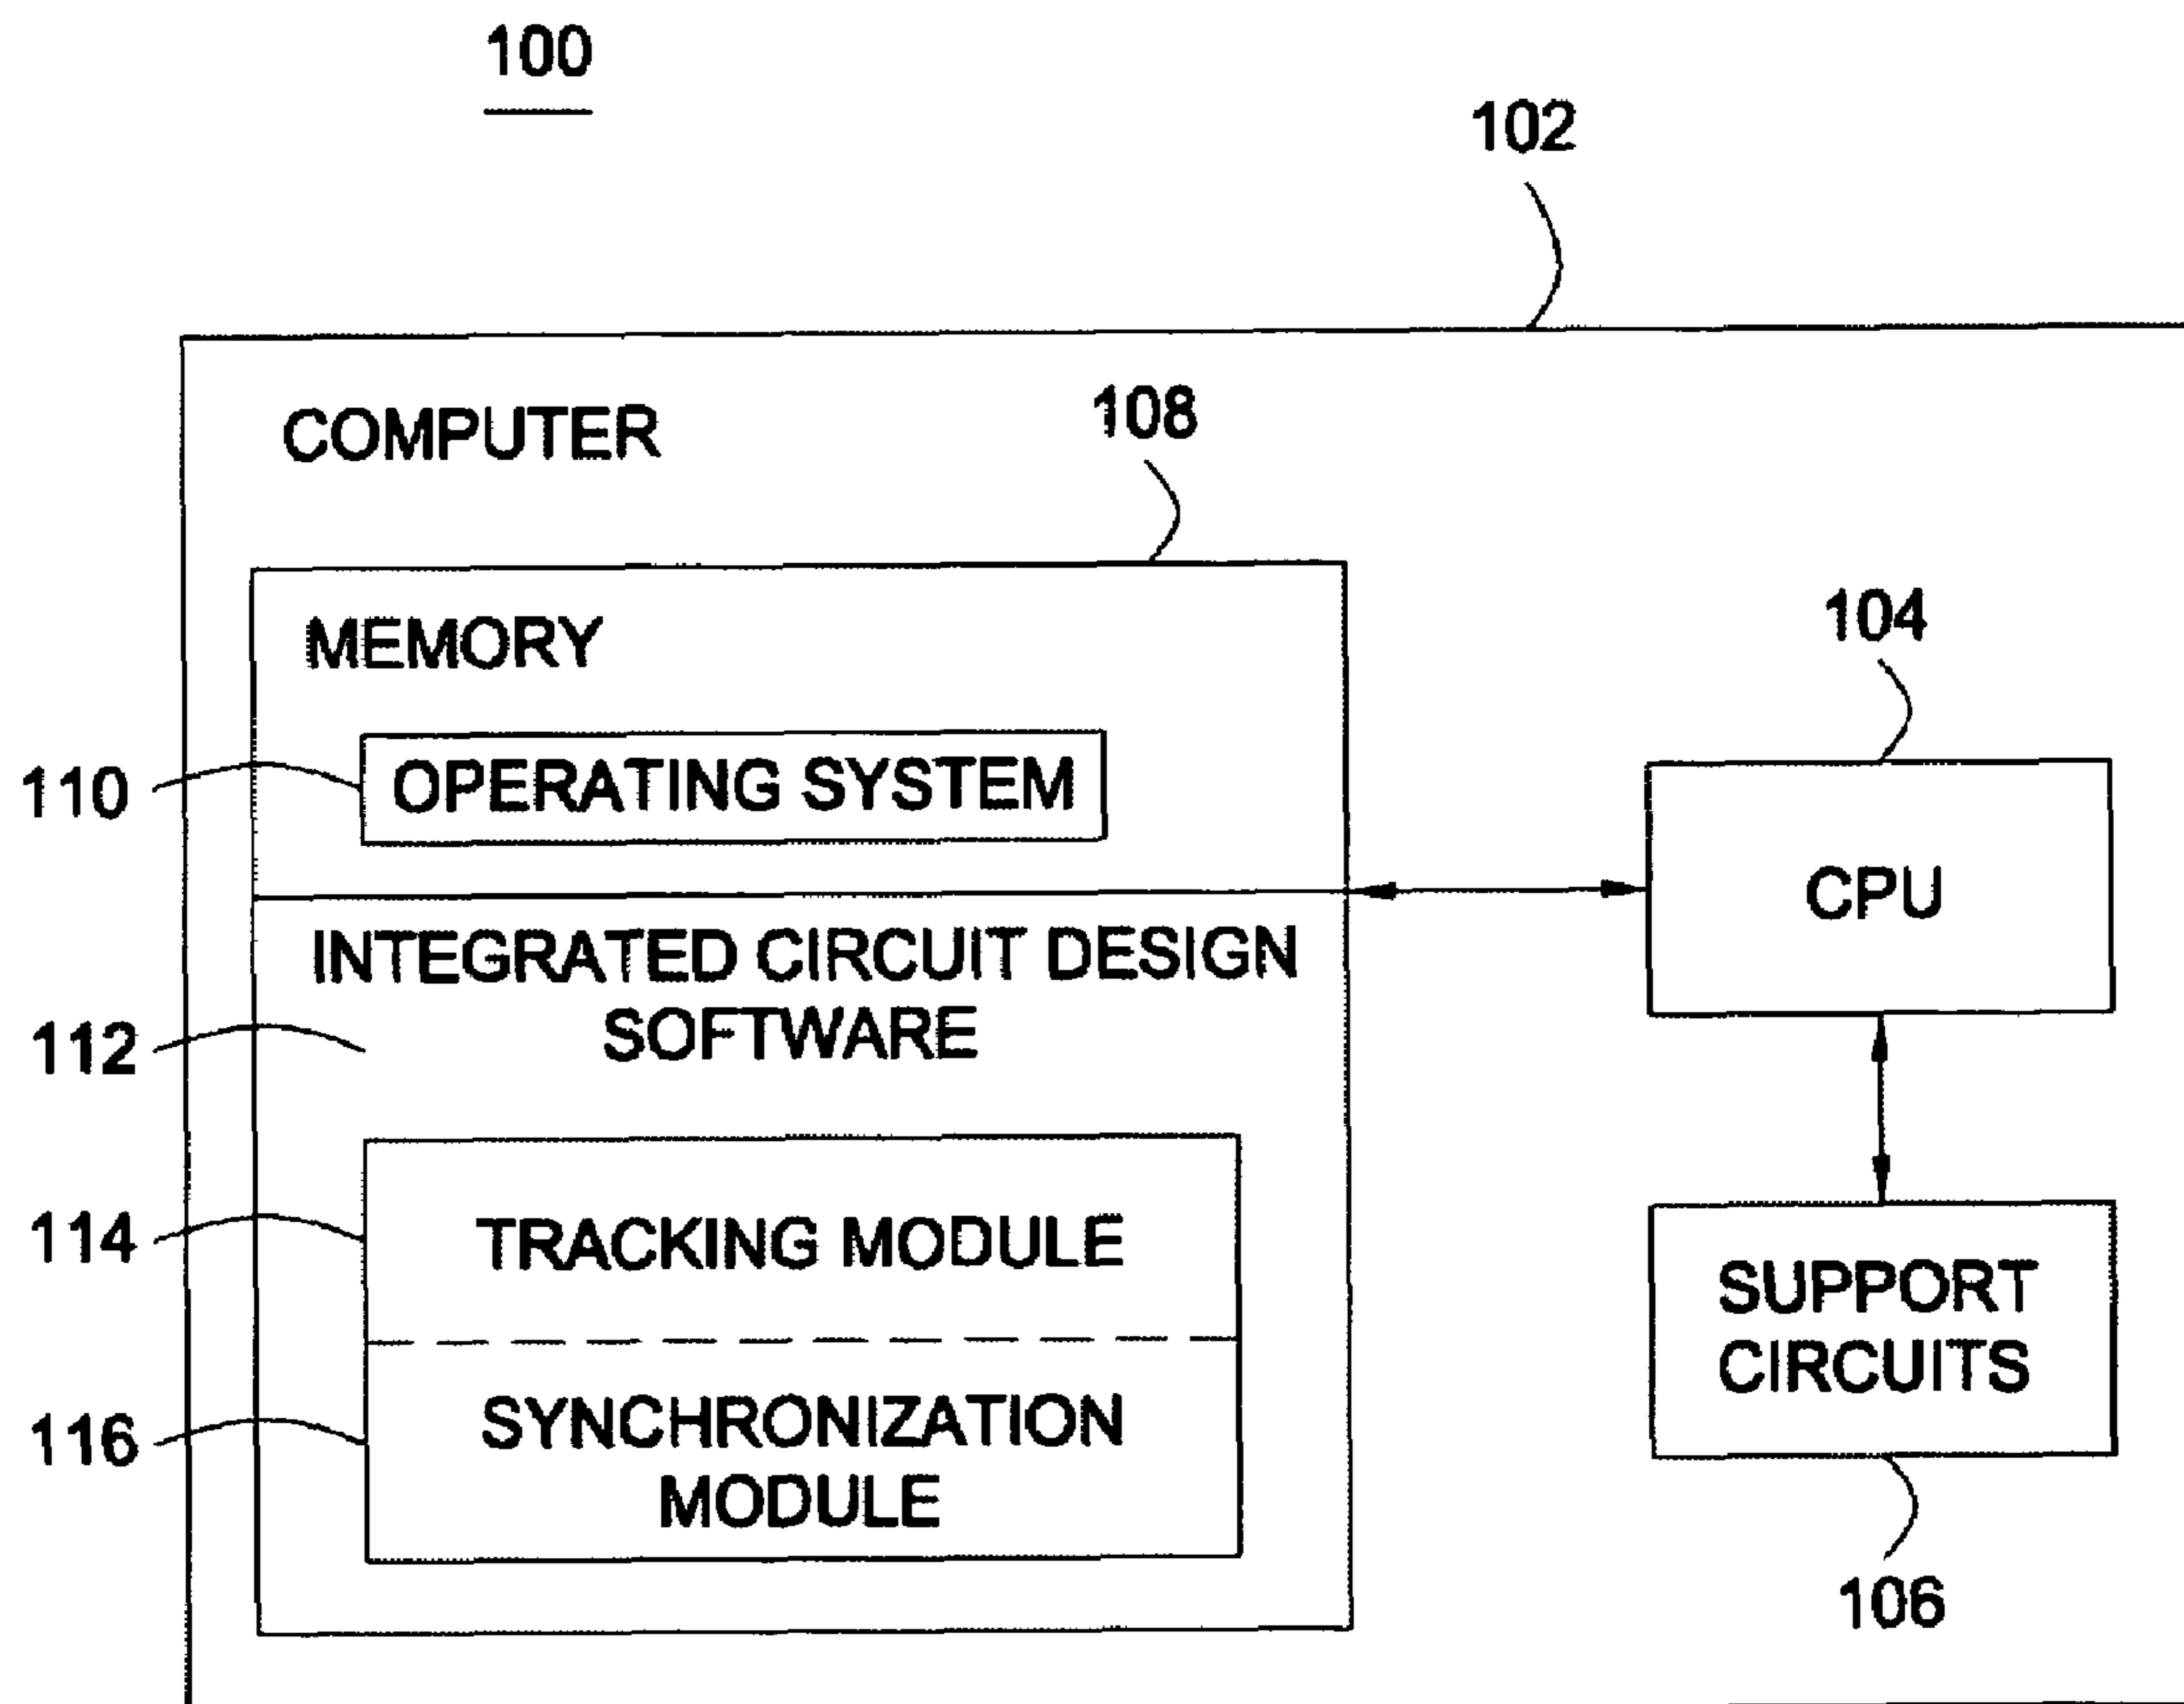 100
102
COMPUTER
108
MEMORY
104
110
OPERATING SYSTEM
CPU
INTEGRATED CIRCUIT DESIGN
SOFTWARE
112
114
TRACKING MODULE
SUPPORT
CIRCUITS
116
SYNCHRONIZATION
MODULE
106